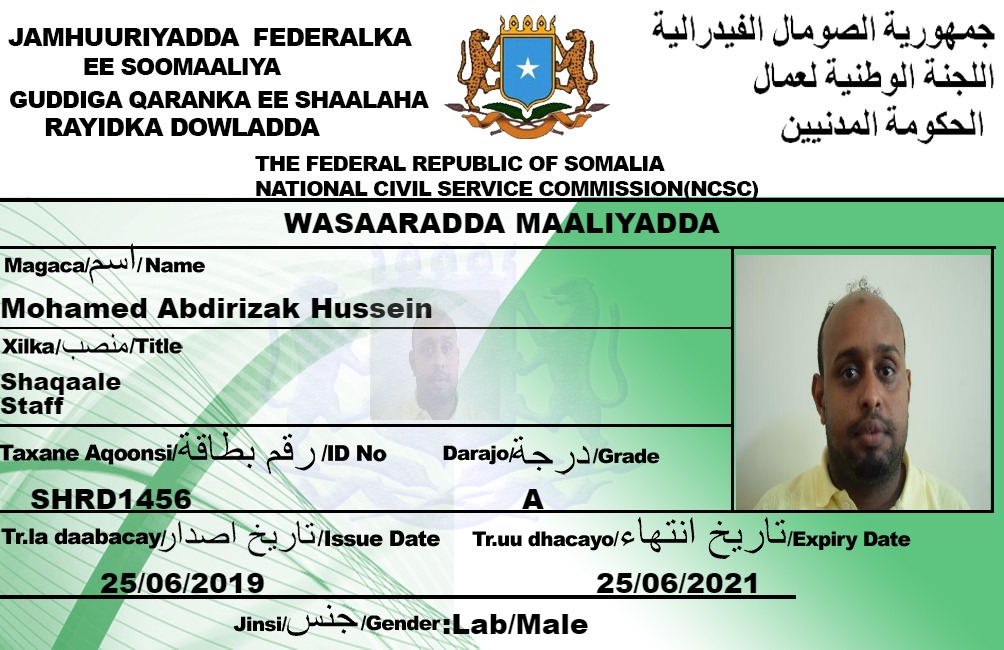 JAMHUURIYADDA FEDERALKA
EE SOOMAALIYA
GUDDIGA QARANKA EE SHAALAHA
RAYIDKA DOWLADDA
جمهورية الصومال الفيدرالية
اللجنة الوطنية لعمال
الحكومة المدنيين
THE FEDERAL REPUBLIC OF SOMALIA
NATIONAL CIVIL SERVICE COMMISSION(NCSC)
WASAARADDA MAALIYADDA
Magaca/اسم/Name
Mohamed Abdirizak Hussein
Xilka/منصب/Title
Shaqaale
Staff
Taxane Aqoonsi/رقم بطاقة/ID No
SHRD1456
Darajo/درجة/Grade
A
Tr.la daabacay/تاريخ اصدار/Issue Date
25/06/2019
Tr.uu dhacayo/تاريخ انتهاء/Expiry Date
25/06/2021
Jinsi/جنس/Gender:Lab/Male